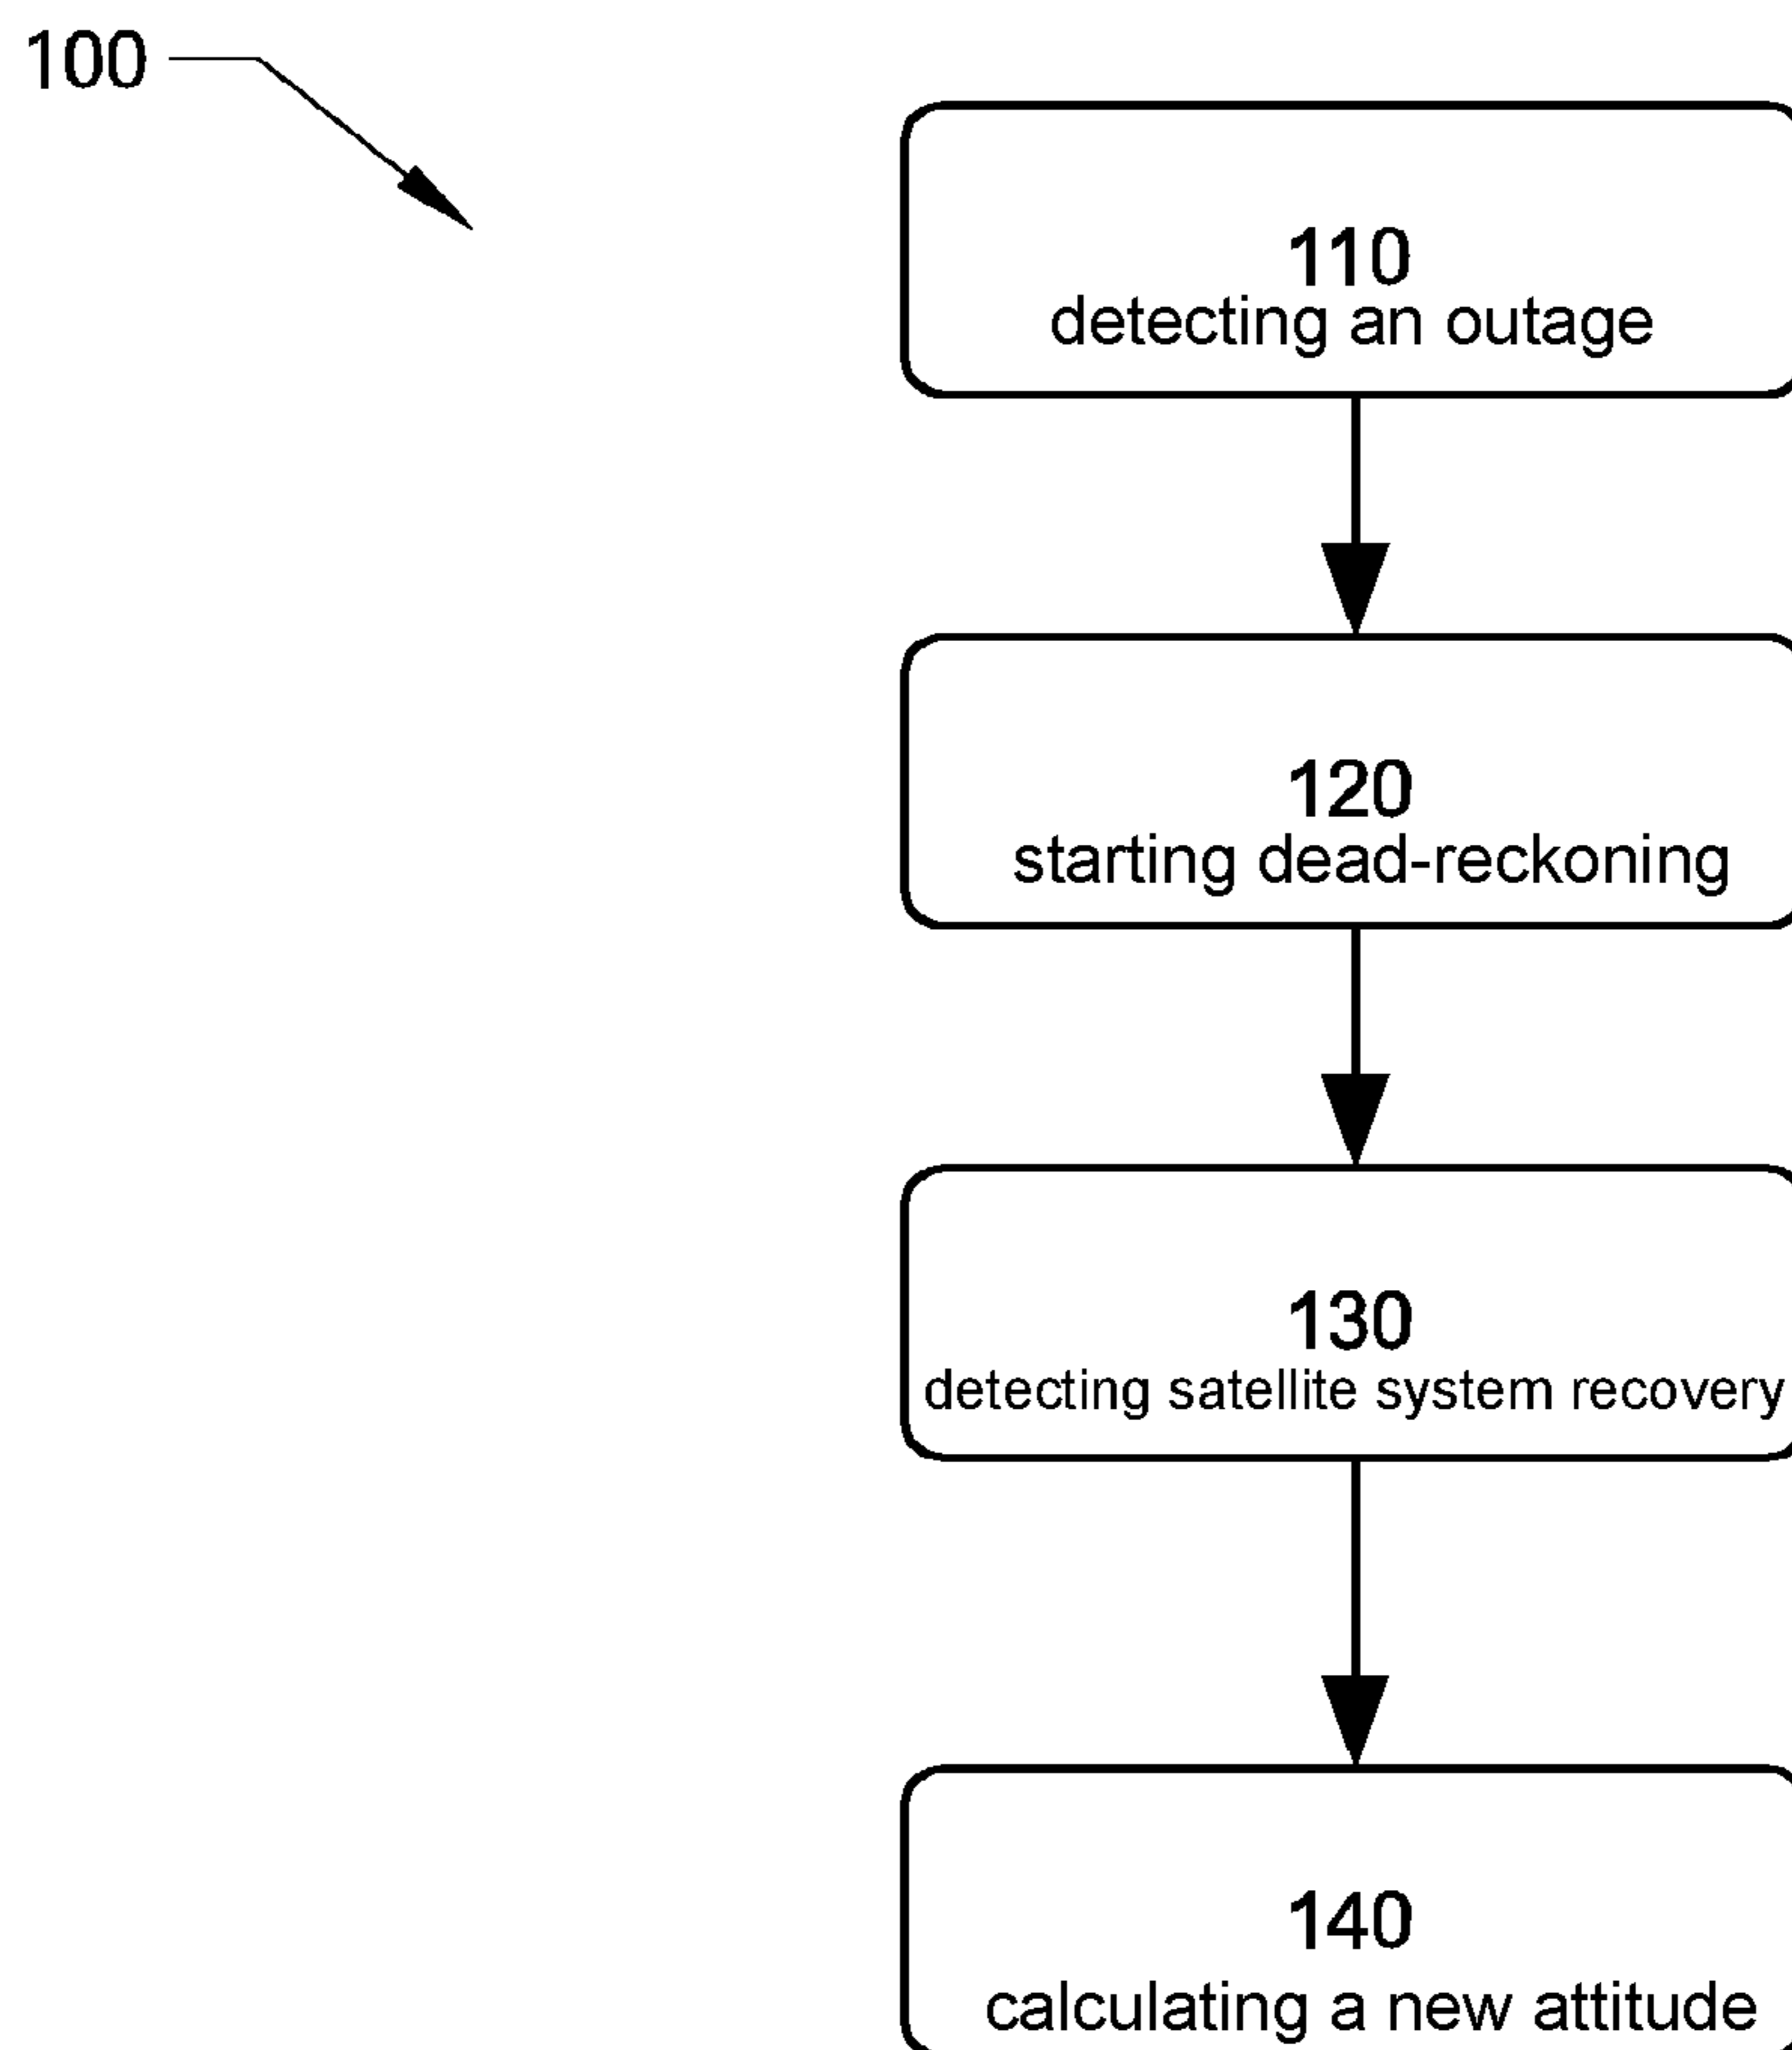 100
110
detecting an outage
120
starting dead-reckoning
130
detecting satellite system recovery
140
calculating a new attitude